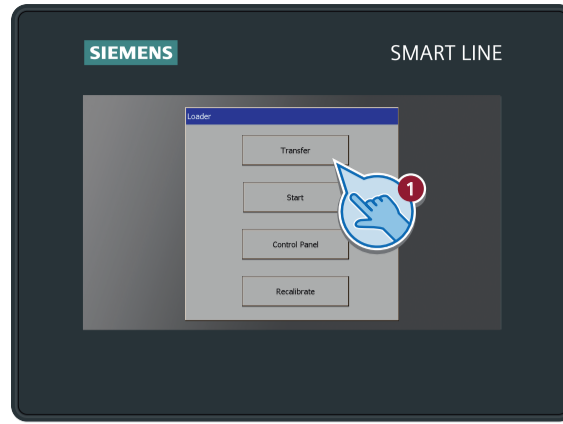 SIEMENS
SMART LINE
Loader
Transfer
1
Start
Control Panel
Recalibrate